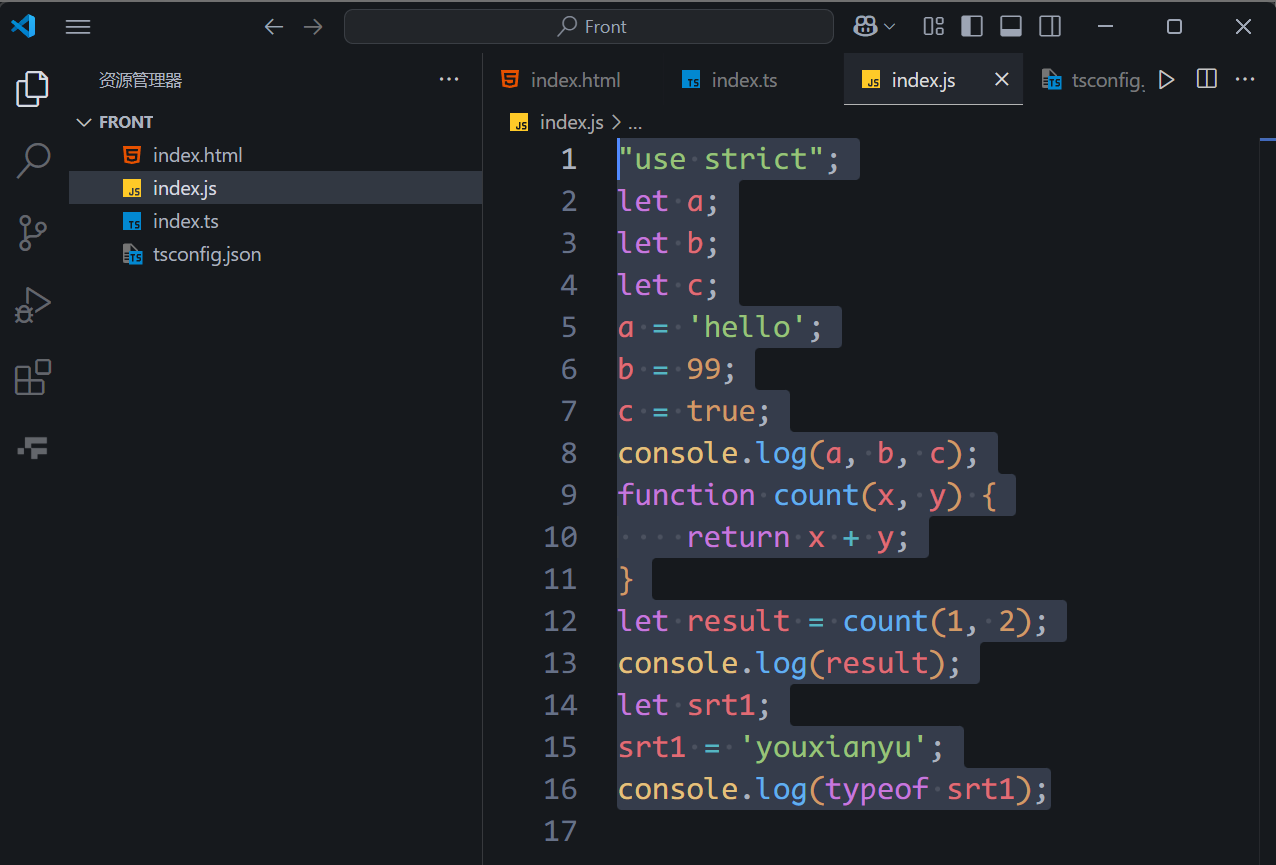 Front
资源管理器
FRONT
index.html
index.js
index.ts
tsconfig.json
index.html
index.ts
index.js
tsconfig.
index.js > ...
1 "use strict";
2 let a;
3 let b;
4 let c;
5 a = 'hello';
6 b = 99;
7 c = true;
8 console.log(a, b, c);
9 function count(x, y) {
10     return x + y;
11 }
12 let result = count(1, 2);
13 console.log(result);
14 let srt1;
15 srt1 = 'youxianyu';
16 console.log(typeof srt1);
17